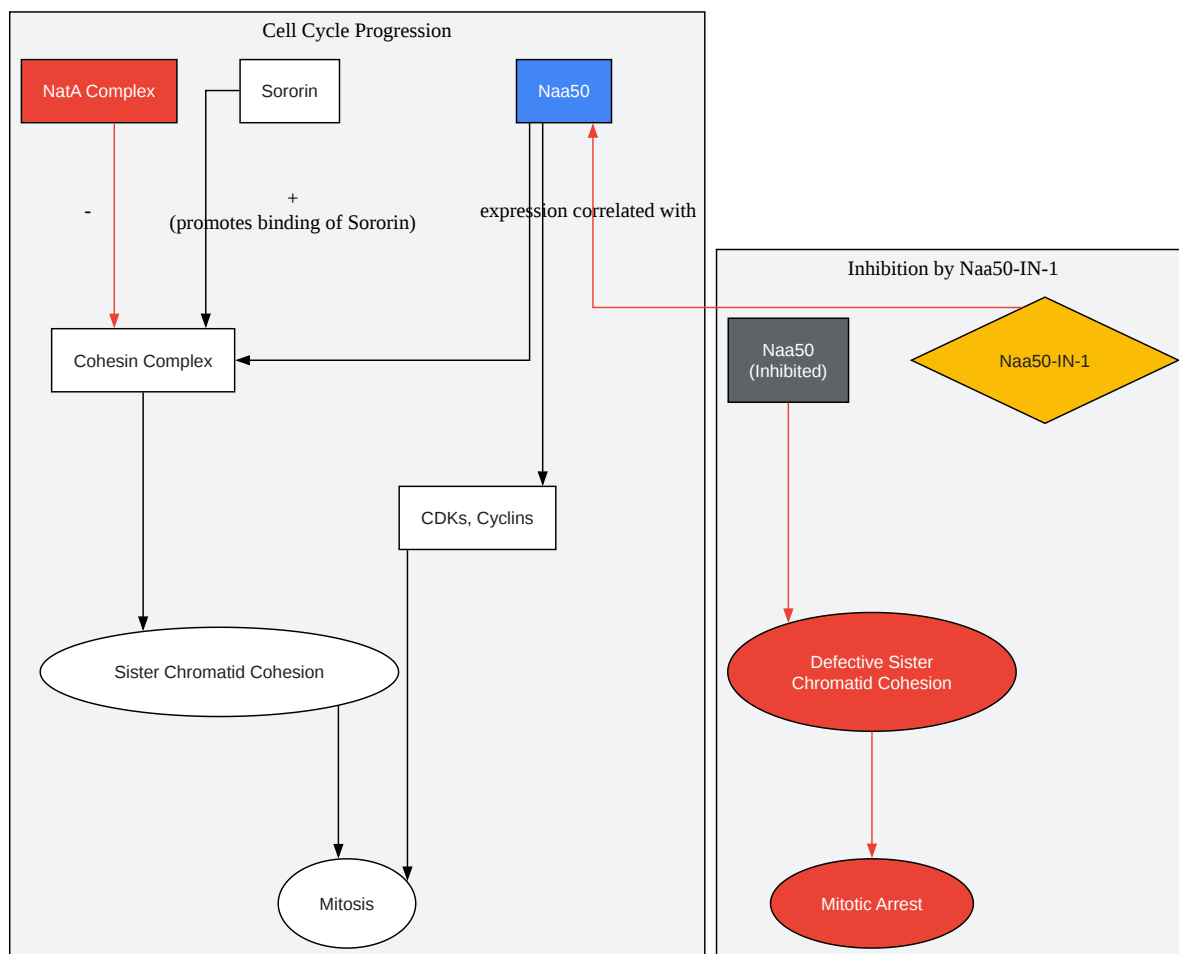 Cell Cycle Progression
NatA Complex
Sororin
Naa50
-
+
(promotes binding of Sororin)
expression correlated with
Inhibition by Naa50-IN-1
Cohesin Complex
Naa50
(Inhibited)
Naa50-IN-1
CDKs, Cyclins
Sister Chromatid Cohesion
Defective Sister
Chromatid Cohesion
Mitosis
Mitotic Arrest